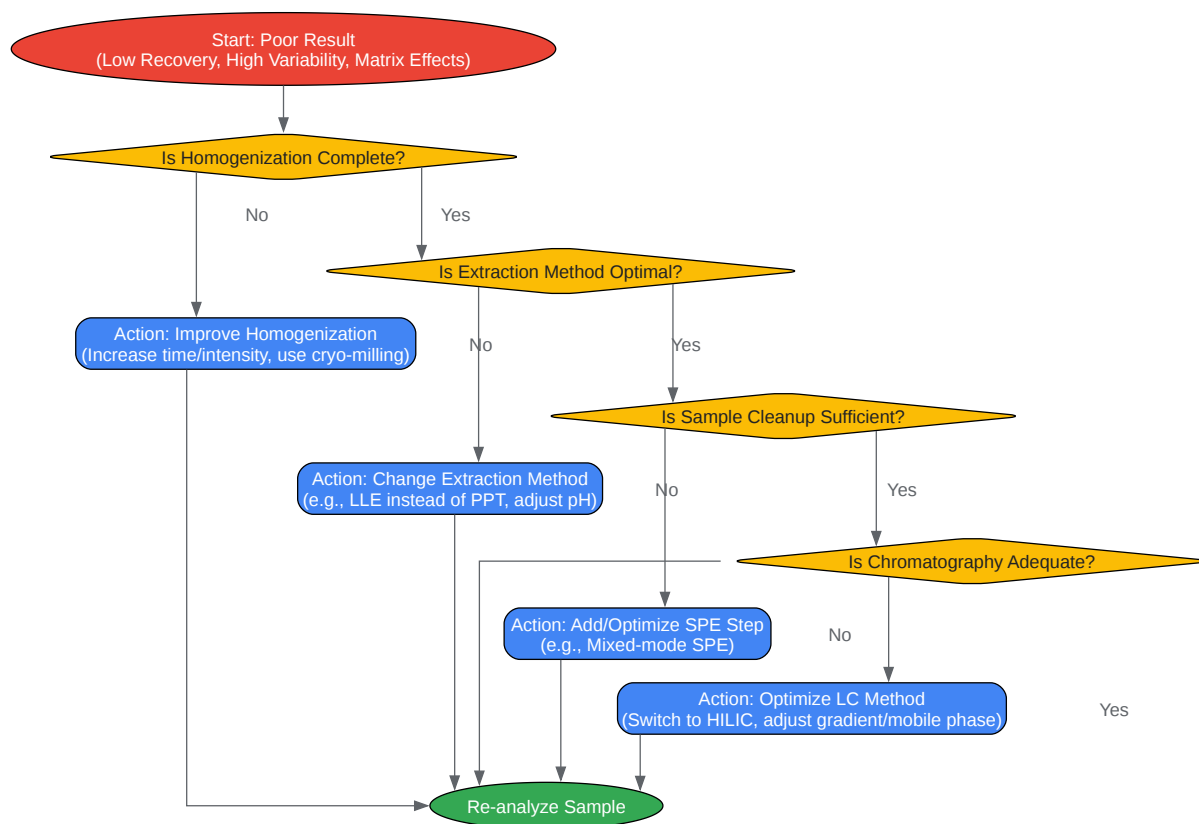 Start: Poor Result
(Low Recovery, High Variability, Matrix Effects)
Is Homogenization Complete?
No
Yes
Is Extraction Method Optimal?
Action: Improve Homogenization
(Increase time/intensity, use cryo-milling)
No
Yes
Is Sample Cleanup Sufficient?
Action: Change Extraction Method
(e.g., LLE instead of PPT, adjust pH)
No
Yes
Is Chromatography Adequate?
Action: Add/Optimize SPE Step
(e.g., Mixed-mode SPE)
No
Action: Optimize LC Method
(Switch to HILIC, adjust gradient/mobile phase)
Yes
Re-analyze Sample